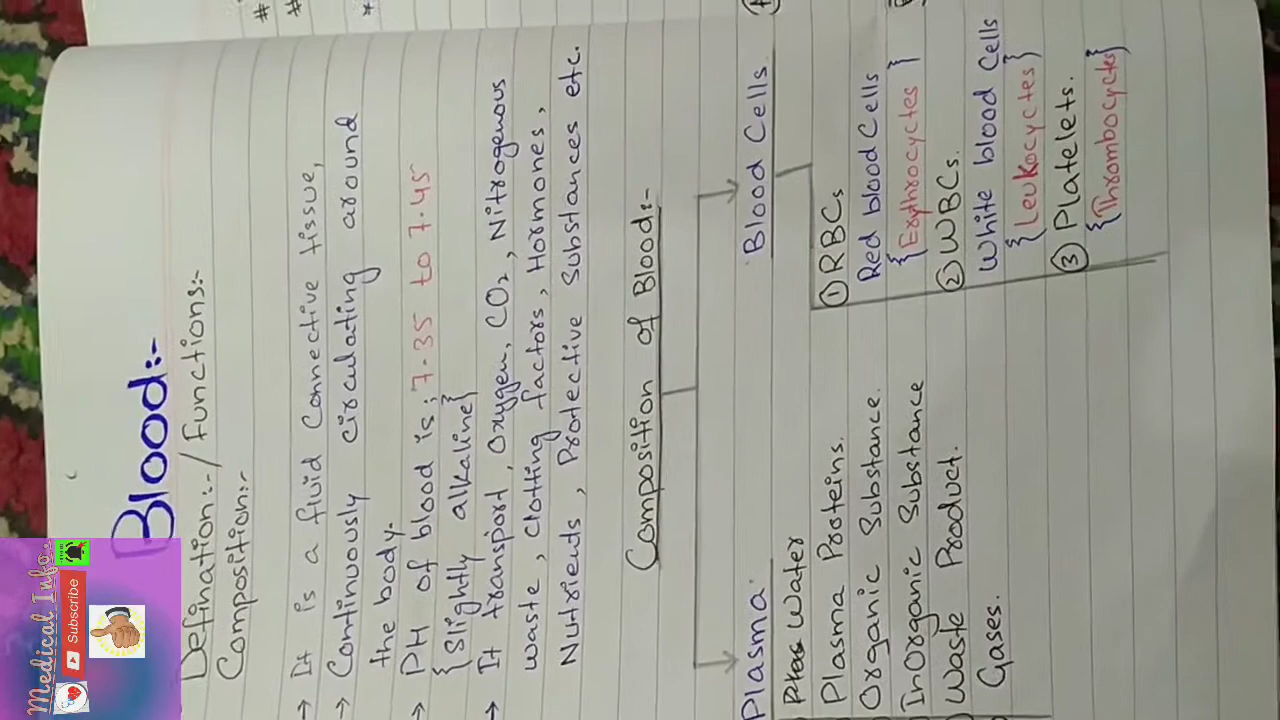 Blood:-
Defination:-/functions:-
Composition:-
→ It is a fluid connective tissue,
→ Continuously circulating around
the body.
→ PH of blood is; 7.35 to 7.45
{Slightly alkaline}
→ It transport, Oxygen, CO₂, Nitrogenous
waste, clotting factors, Hormones,
Nutrieds, Protective Substances etc.
Composition of Blood:-
Plasma.
Water
Plasma Proteins.
Organic Substance.
InOrganic Substance
Waste Product.
Gases.
Blood Cells
① RBCs
Red blood Cells
{Erythrocytes}
② WBCs.
White blood Cells
{Leukocytes}
③ Platelets.
{Thrombocytes}
Medical Info..
Subscribe